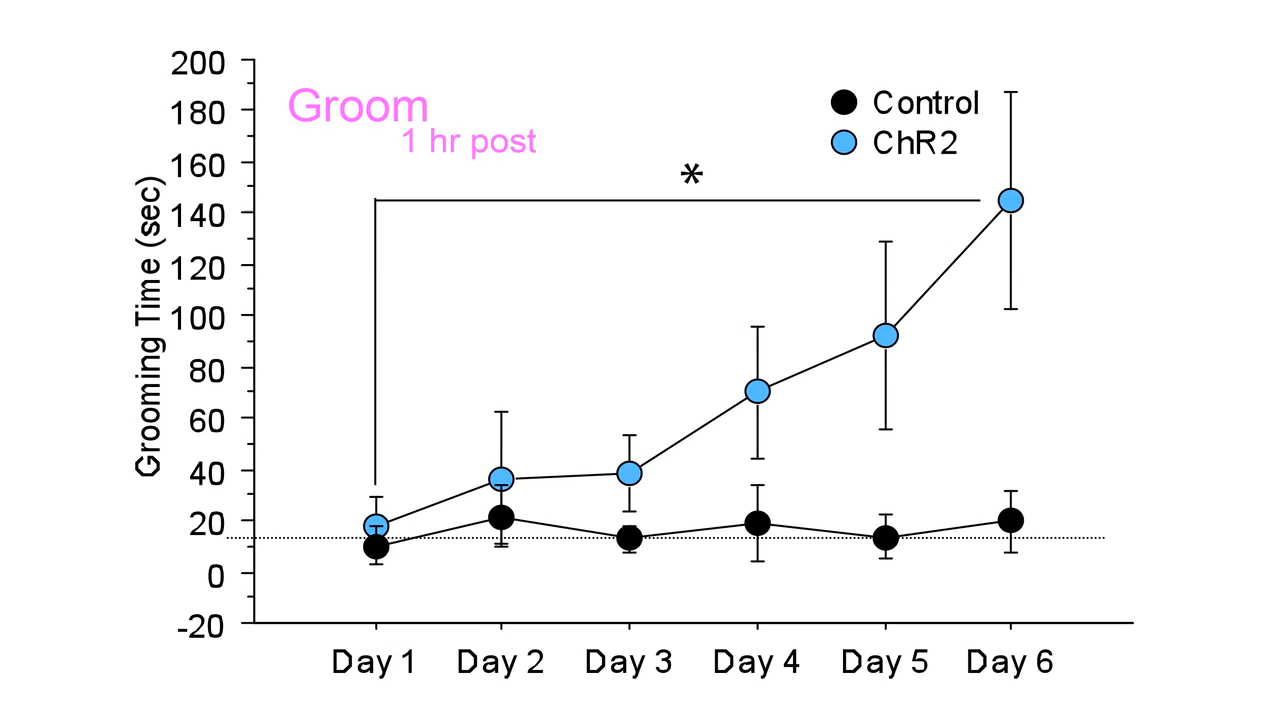 Groom
1 hr post
Control
ChR2
*
Grooming Time (sec)
200
180
160
140
120
100
80
60
40
20
0
-20
Day 1 Day 2 Day 3 Day 4 Day 5 Day 6